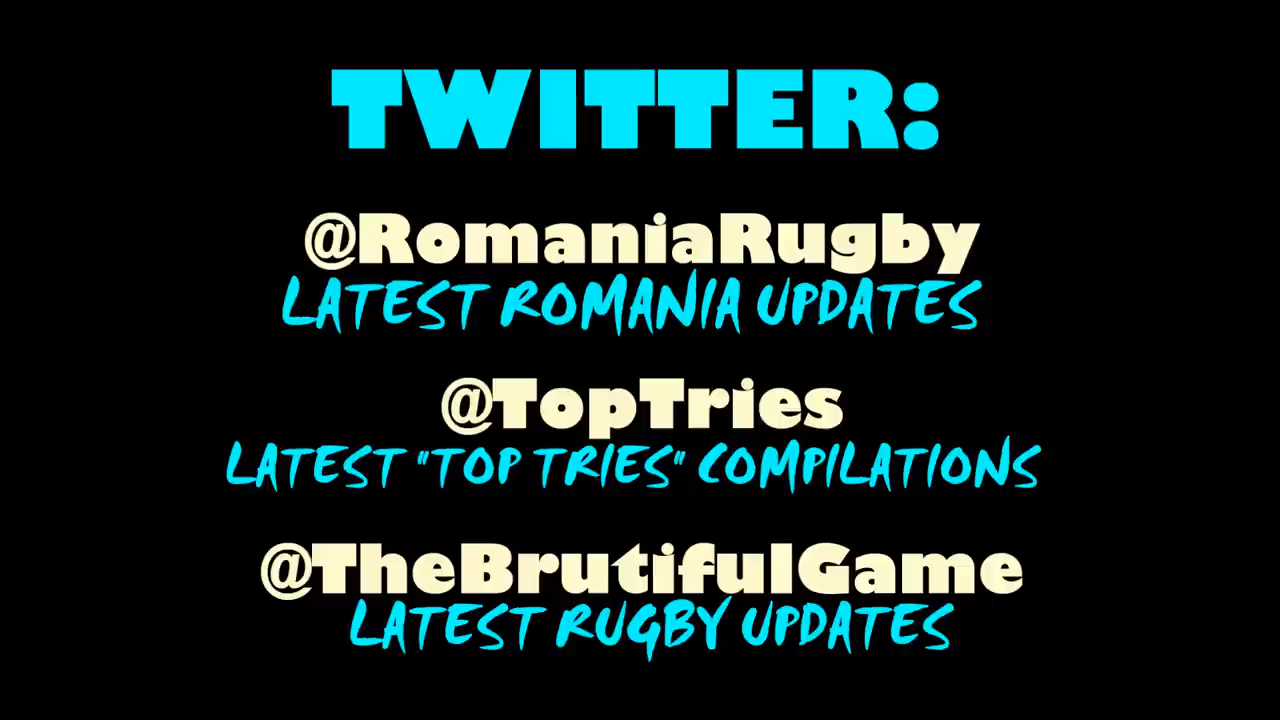 TWITTER:
@RomaniaRugby
LATEST ROMANIA UPDATES
@TopTries
LATEST "TOP TRIES" COMPILATIONS
@TheBrutifulGame
LATEST RUGBY UPDATES